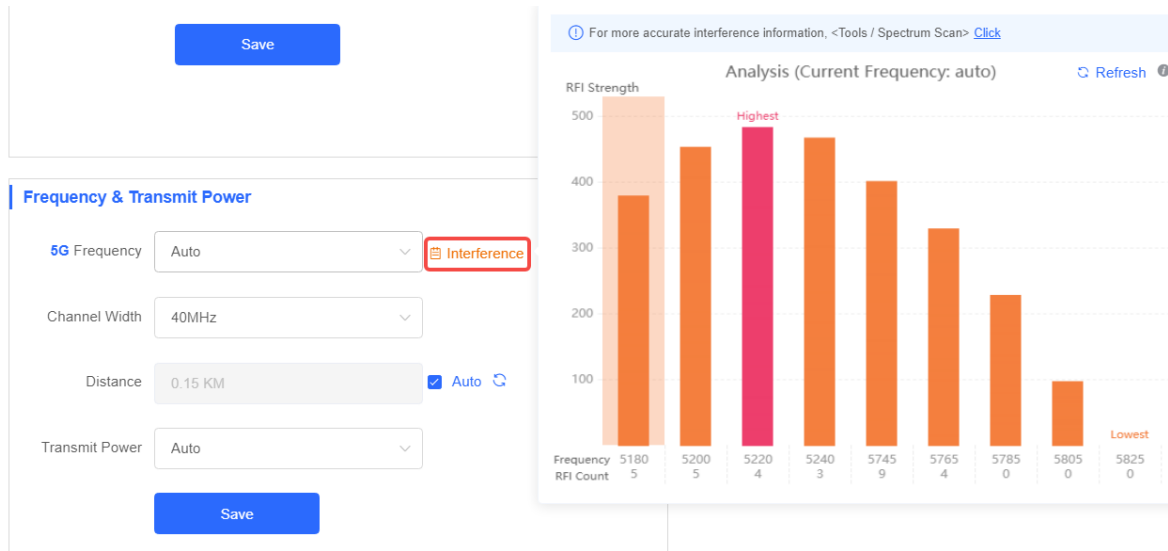 Save
Frequency & Transmit Power
5G Frequency Auto Interference
Channel Width 40MHz
Distance 0.15 KM Auto
Transmit Power Auto
Save
For more accurate interference information, <Tools / Spectrum Scan> Click
Analysis (Current Frequency: auto) Refresh
RFI Strength
500
Highest
400
300
200
100
Lowest
Frequency 5180 5200 5220 5240 5745 5765 5785 5805 5825
RFI Count 5 5 4 3 9 4 0 0 0